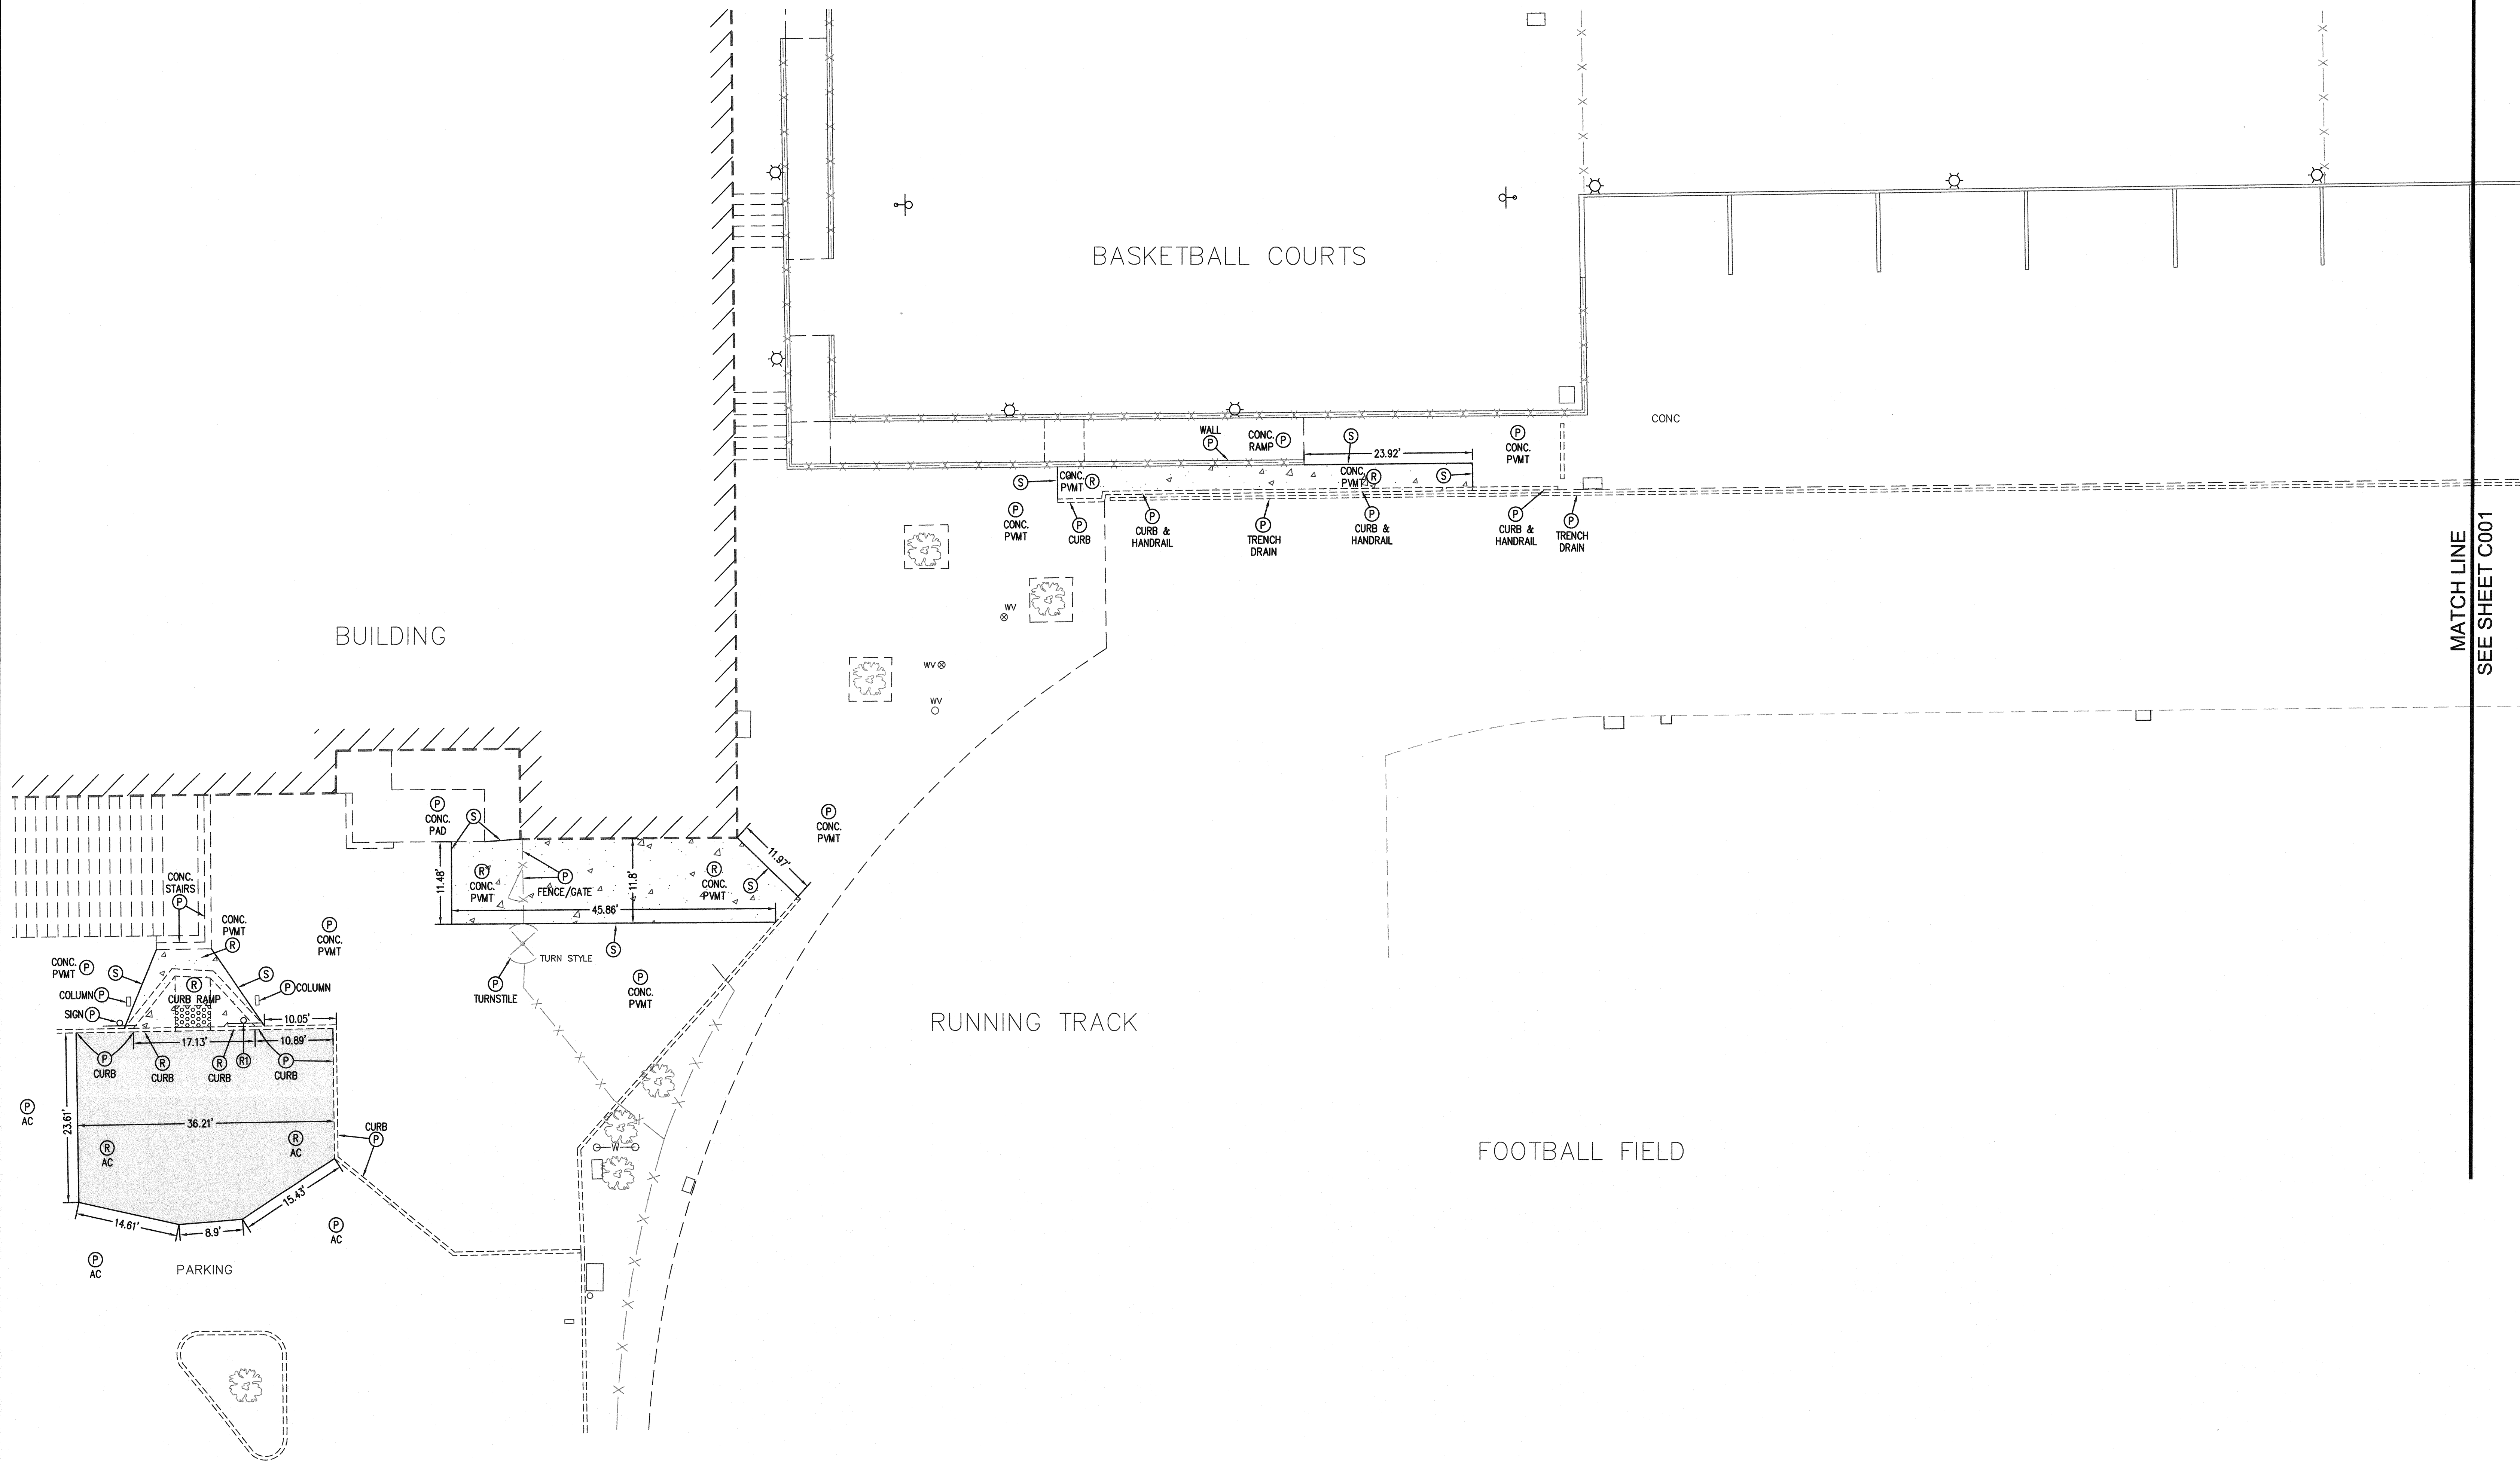 BASKETBALL COURTS
CONC
WALL
P
CONC.
RAMP
P
S
23.92'
P
CONC.
PVMT
S
CONC.
PVMT
R
CONC.
PVMT
R
S
P
CONC.
PVMT
P
CURB
P
CURB &
HANDRAIL
P
TRENCH
DRAIN
P
CURB &
HANDRAIL
P
CURB &
HANDRAIL
P
TRENCH
DRAIN
MATCH LINE
SEE SHEET C001
WV
WV
WV
BUILDING
P
CONC.
PAD
S
P
CONC.
PVMT
11.97'
11.48'
R
CONC.
PVMT
P
FENCE/GATE
11.8'
R
CONC.
PVMT
S
45.86'
S
CONC.
STAIRS
P
CONC.
PVMT
R
P
CONC.
PVMT
TURN STYLE
P
TURNSTILE
P
CONC.
PVMT
CONC.
PVMT
P
S
S
R
CURB RAMP
COLUMN
P
P
COLUMN
SIGN
P
10.05'
17.13'
10.89'
P
CURB
R
CURB
R
CURB
R1
P
CURB
RUNNING TRACK
23.61'
P
AC
36.21'
CURB
P
R
AC
R
AC
W
FOOTBALL FIELD
14.61'
8.9'
15.43'
P
AC
P
AC
PARKING